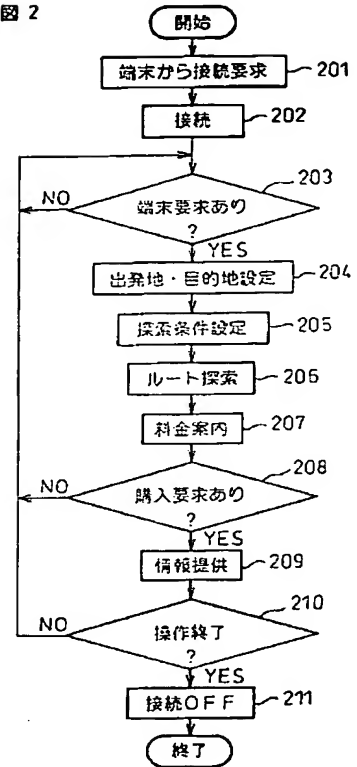 図 2
開始
端末から接続要求
201
接続
202
203
NO
端末要求あり
?
YES
出発地・目的地設定
204
探索条件設定
205
ルート探索
206
料金案内
207
208
NO
購入要求あり
?
YES
情報提供
209
210
NO
操作終了
?
YES
接続OFF
211
終了